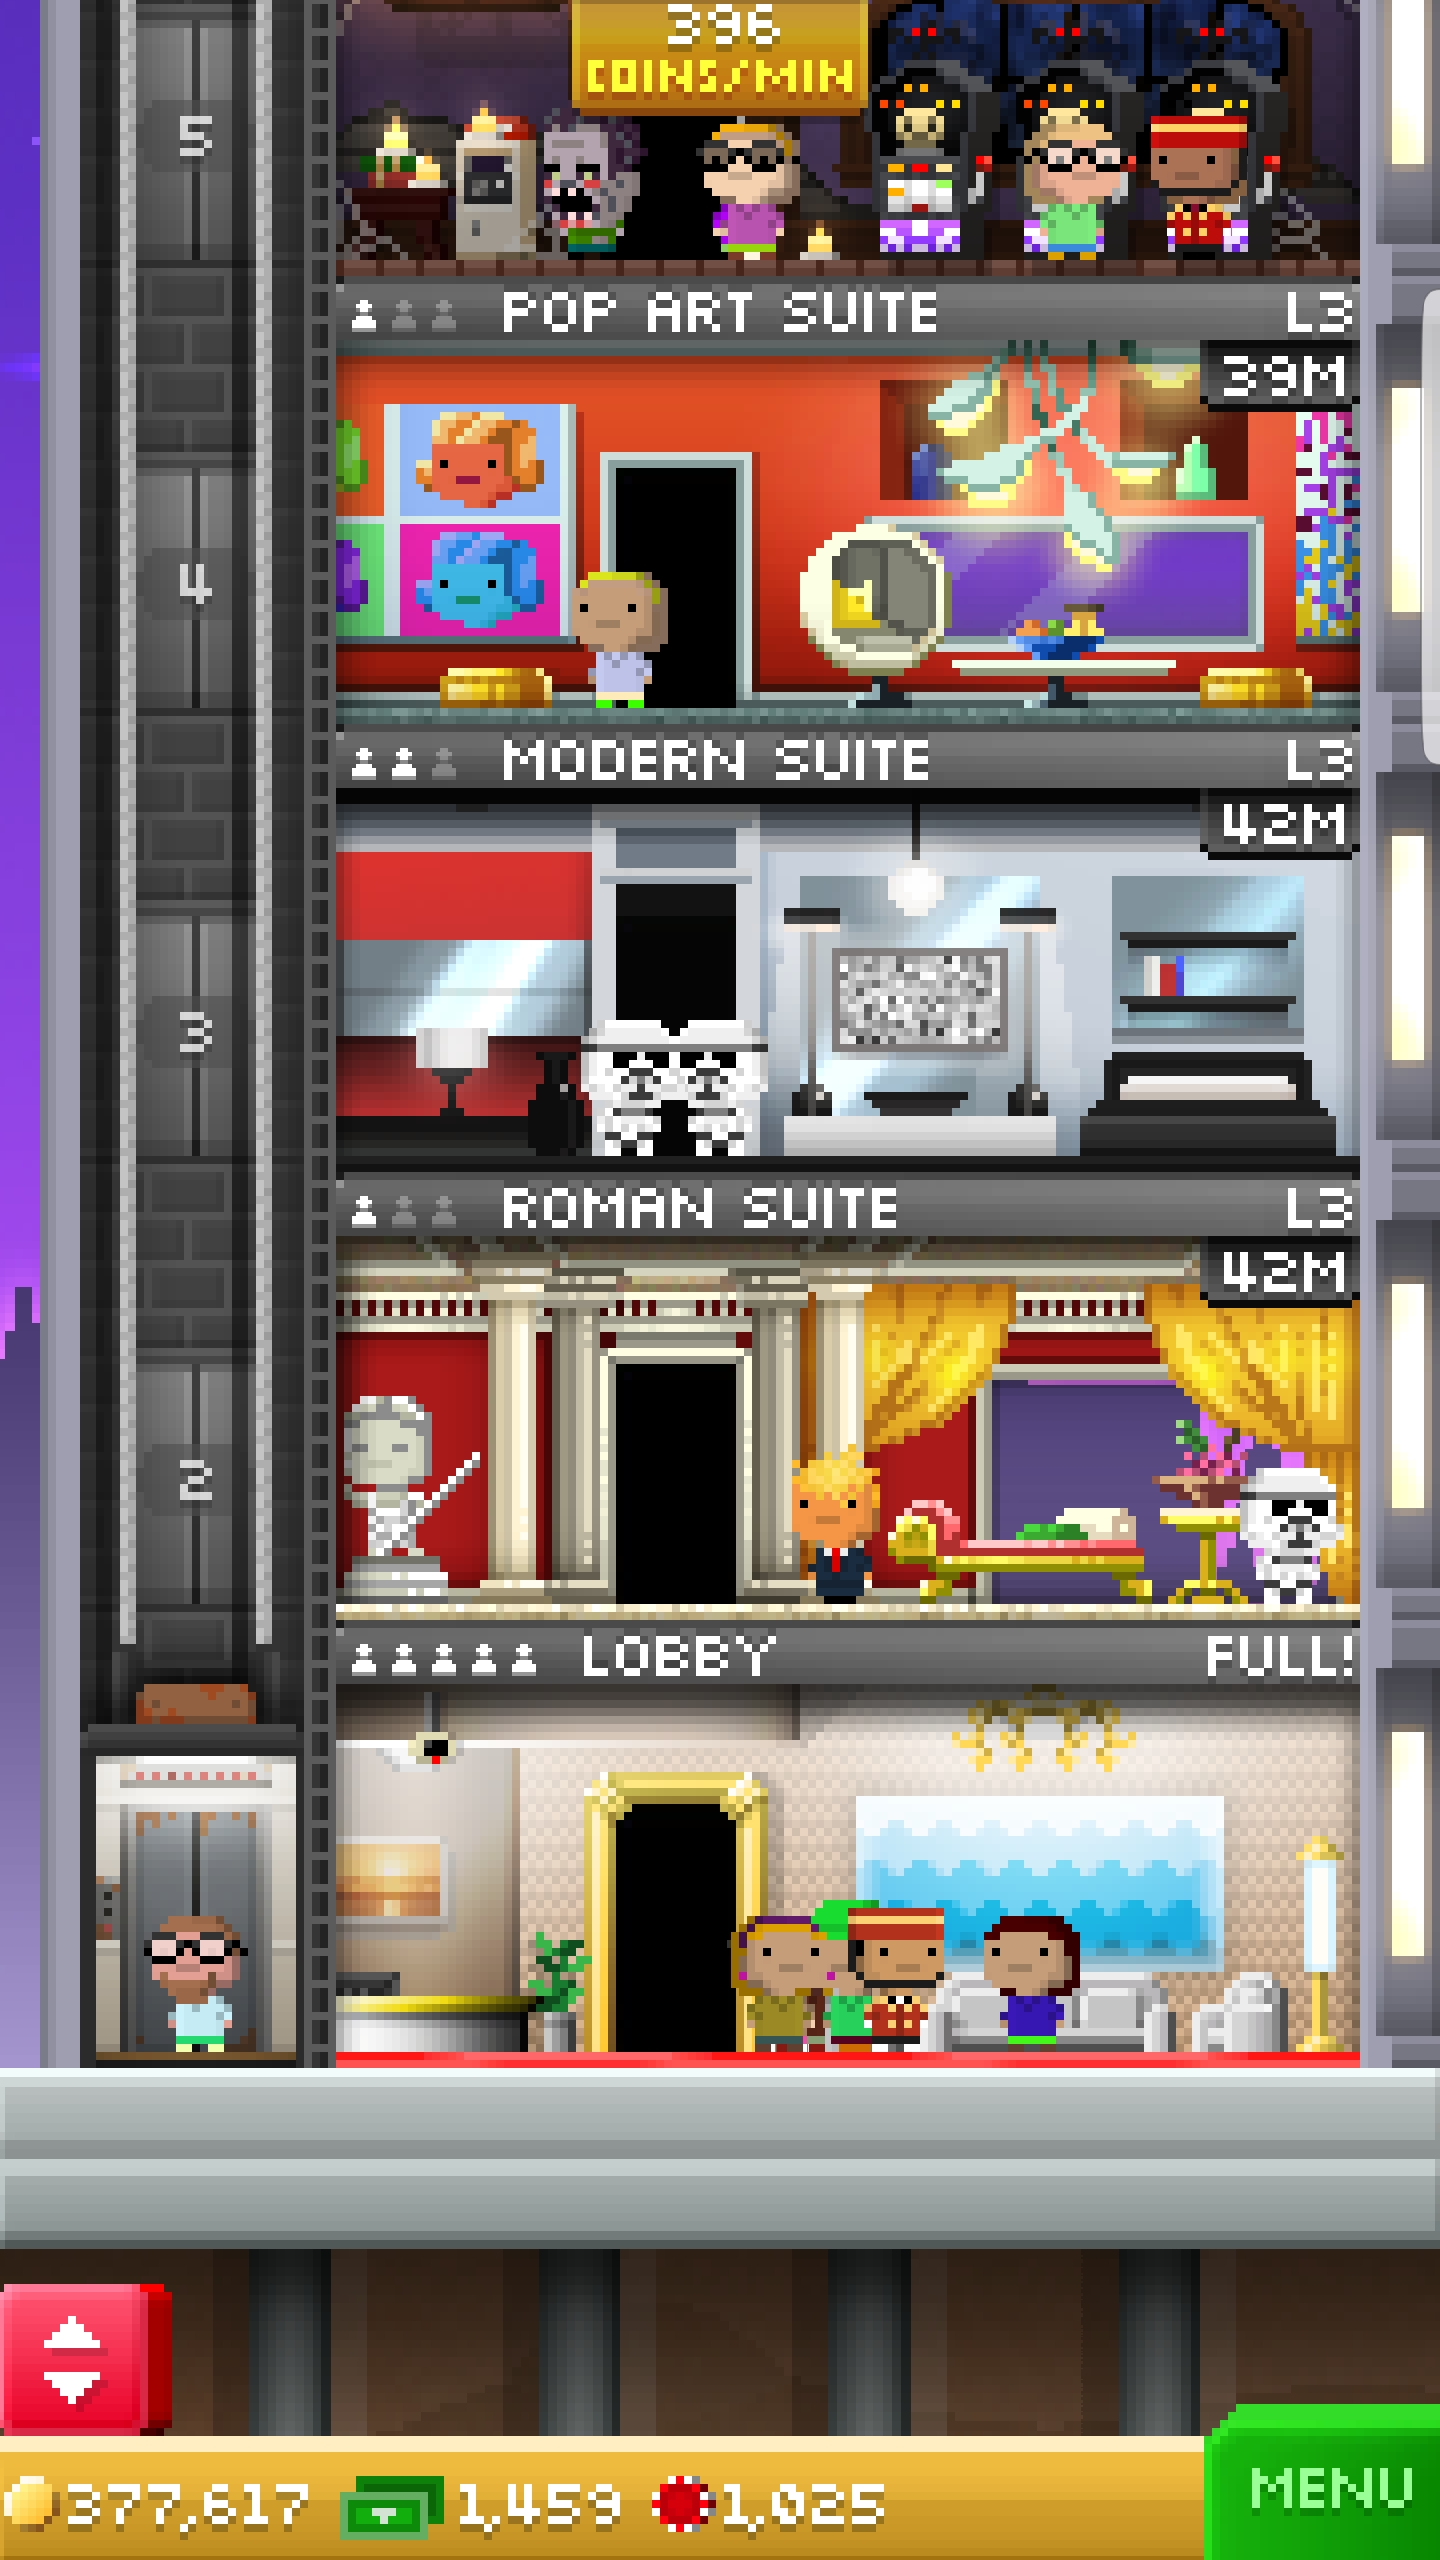 396
COINS/MIN
5
POP ART SUITE L3
39M
4
MODERN SUITE L3
42M
3
ROMAN SUITE L3
42M
2
LOBBY FULL!
377,617 1,459 1,025
MENU